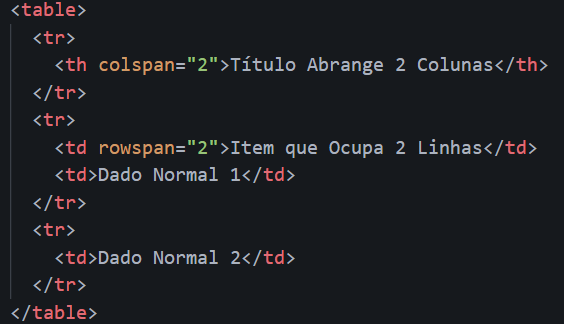 <table>
  <tr>
    <th colspan="2">Título Abrange 2 Colunas</th>
  </tr>
  <tr>
    <td rowspan="2">Item que Ocupa 2 Linhas</td>
    <td>Dado Normal 1</td>
  </tr>
  <tr>
    <td>Dado Normal 2</td>
  </tr>
</table>